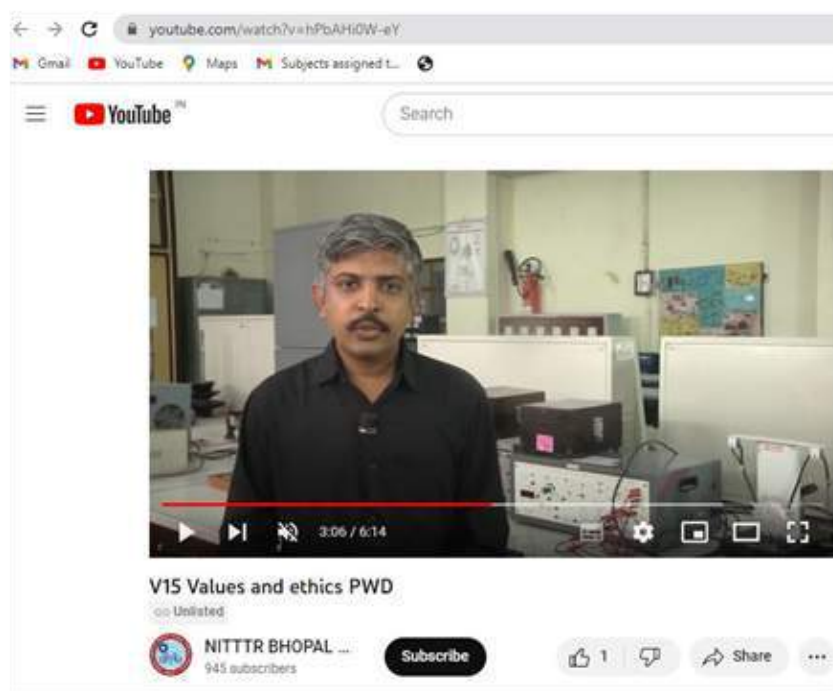 youtube.com/watch?v=hPbAHi0W-eY
Gmail YouTube Maps Subjects assigned t...
YouTube IN
Search
3:06 / 6:14
V15 Values and ethics PWD
Unlisted
NITTTR BHOPAL ...
945 subscribers
Subscribe
1
Share